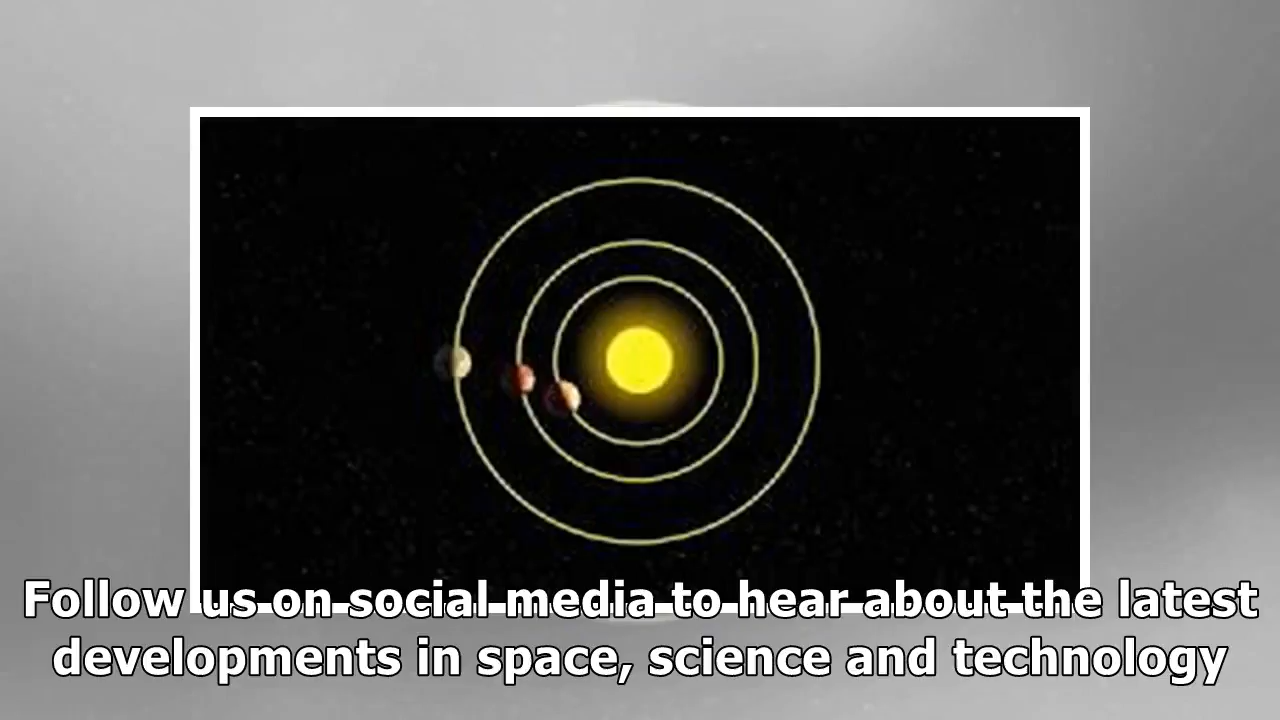 Follow us on social media to hear about the latest
developments in space, science and technology